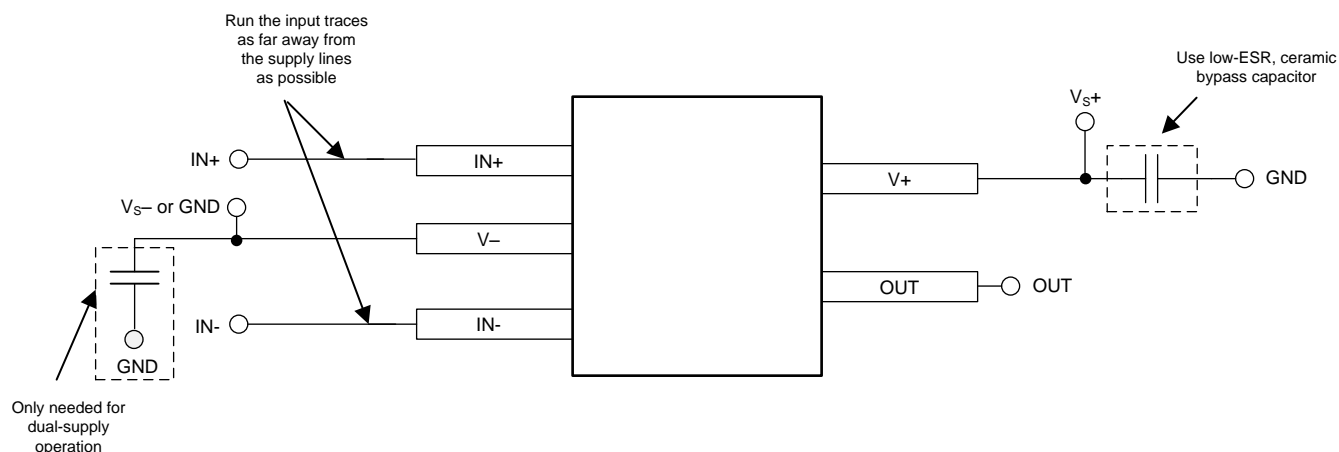 Run the input traces
as far away from
the supply lines
as possible
Use low-ESR, ceramic
bypass capacitor
VS+
IN+
IN+
V+
GND
VS– or GND
V–
OUT
OUT
IN-
IN-
GND
Only needed for
dual-supply
operation